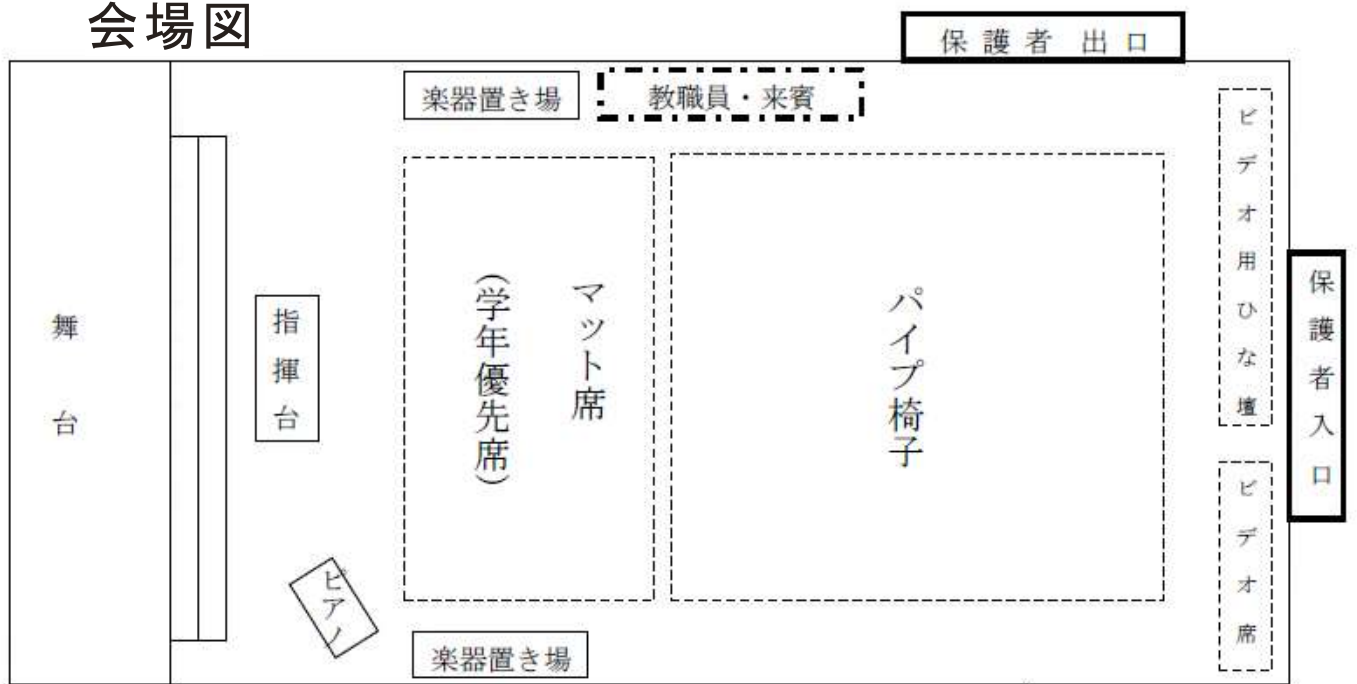 会場図
保護者 出口
楽器置き場
教職員・来賓
ビデオ用ひな壇
保護者入口
舞台
指揮台
マット席
(学年優先席)
パイプ椅子
ビデオ席
ピアノ
楽器置き場